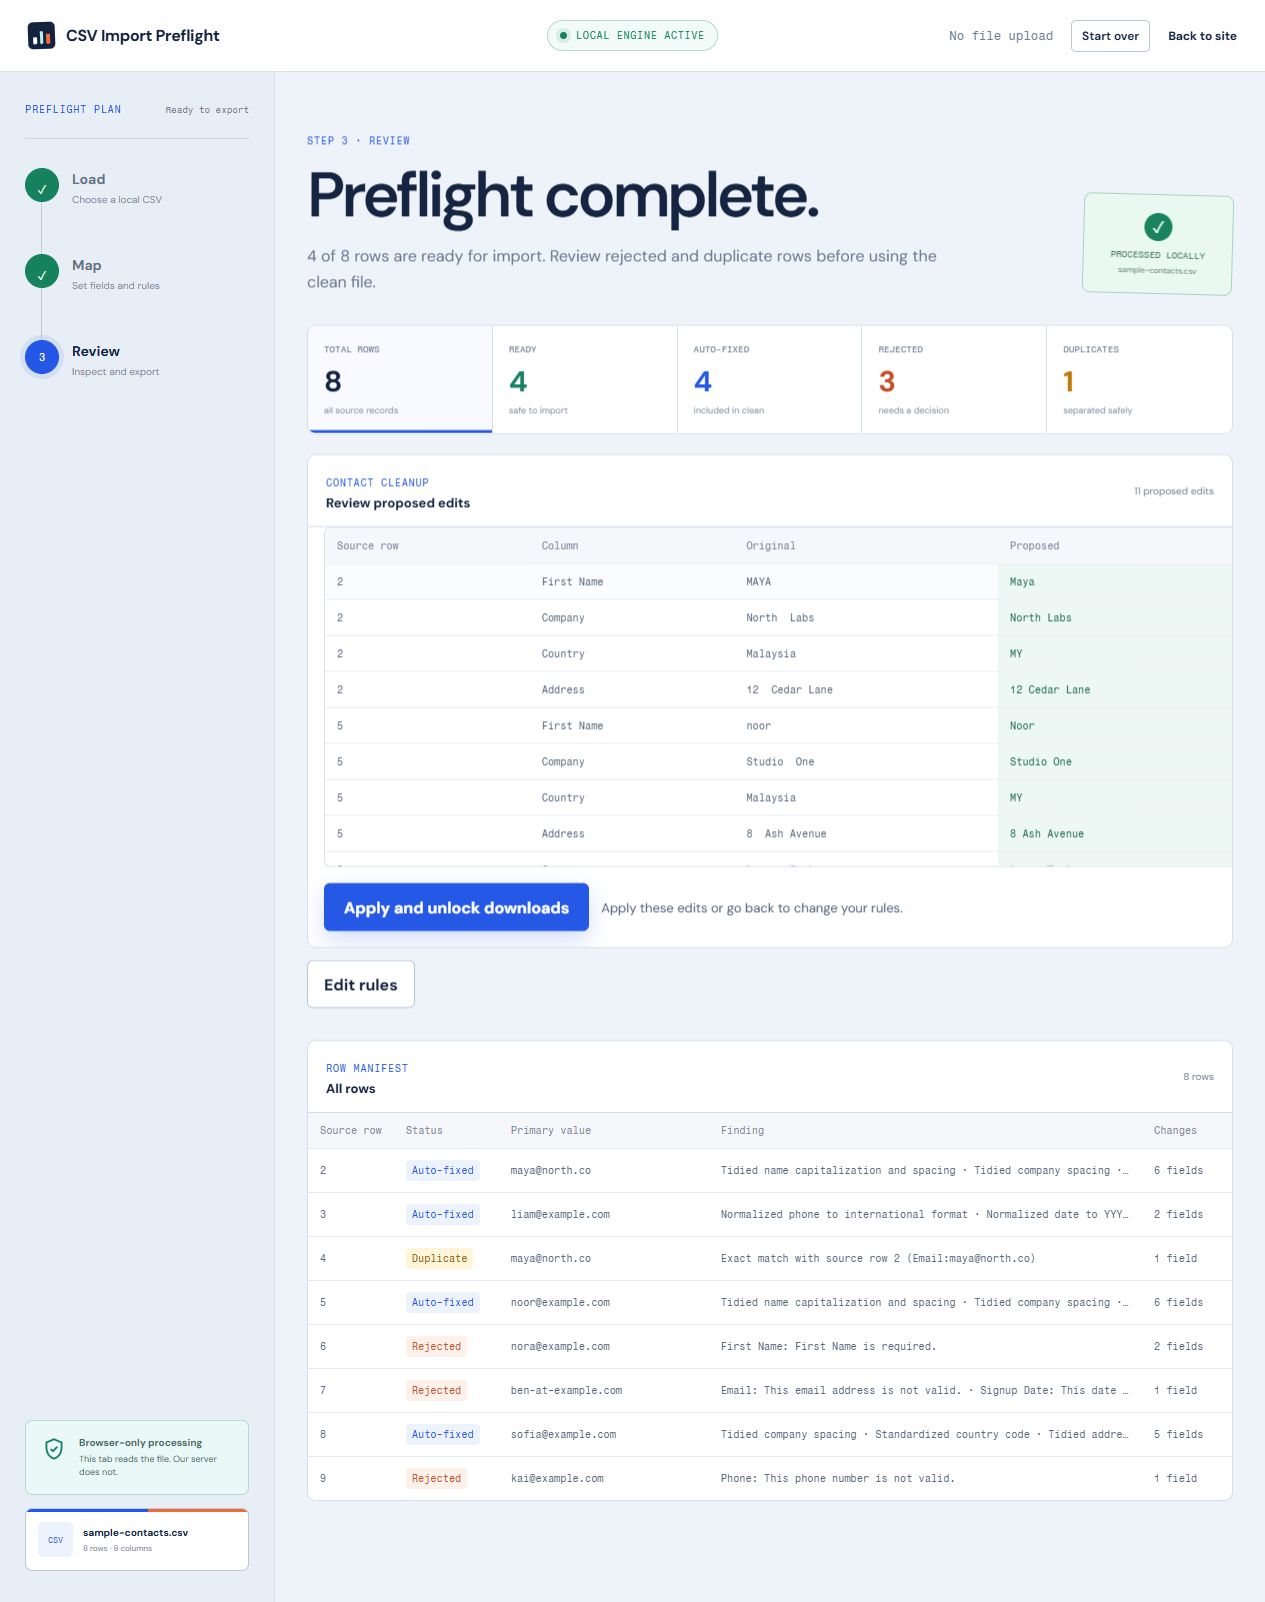 CSV Import Preflight
LOCAL ENGINE ACTIVE
No file upload
Start over
Back to site
PREFLIGHT PLAN
Ready to export
✓
Load
Choose a local CSV
✓
Map
Set fields and rules
3
Review
Inspect and export
STEP 3 · REVIEW
Preflight complete.
4 of 8 rows are ready for import. Review rejected and duplicate rows before using the
clean file.
✓
PROCESSED LOCALLY
sample-contacts.csv
TOTAL ROWS
8
all source records
READY
4
safe to import
AUTO-FIXED
4
included in clean
REJECTED
3
needs a decision
DUPLICATES
1
separated safely
CONTACT CLEANUP
Review proposed edits
11 proposed edits
Source row Column Original Proposed
2 First Name MAYA Maya
2 Company North  Labs North Labs
2 Country Malaysia MY
2 Address 12  Cedar Lane 12 Cedar Lane
5 First Name noor Noor
5 Company Studio  One Studio One
5 Country Malaysia MY
5 Address 8  Ash Avenue 8 Ash Avenue
Apply and unlock downloads
Apply these edits or go back to change your rules.
Edit rules
ROW MANIFEST
All rows
8 rows
Source row Status Primary value Finding Changes
2 Auto-fixed maya@north.co Tidied name capitalization and spacing · Tidied company spacing ·… 6 fields
3 Auto-fixed liam@example.com Normalized phone to international format · Normalized date to YYY… 2 fields
4 Duplicate maya@north.co Exact match with source row 2 (Email:maya@north.co) 1 field
5 Auto-fixed noor@example.com Tidied name capitalization and spacing · Tidied company spacing ·… 6 fields
6 Rejected nora@example.com First Name: First Name is required. 2 fields
7 Rejected ben-at-example.com Email: This email address is not valid. · Signup Date: This date … 1 field
8 Auto-fixed sofia@example.com Tidied company spacing · Standardized country code · Tidied addre… 5 fields
9 Rejected kai@example.com Phone: This phone number is not valid. 1 field
Browser-only processing
This tab reads the file. Our server
does not.
CSV
sample-contacts.csv
8 rows · 9 columns